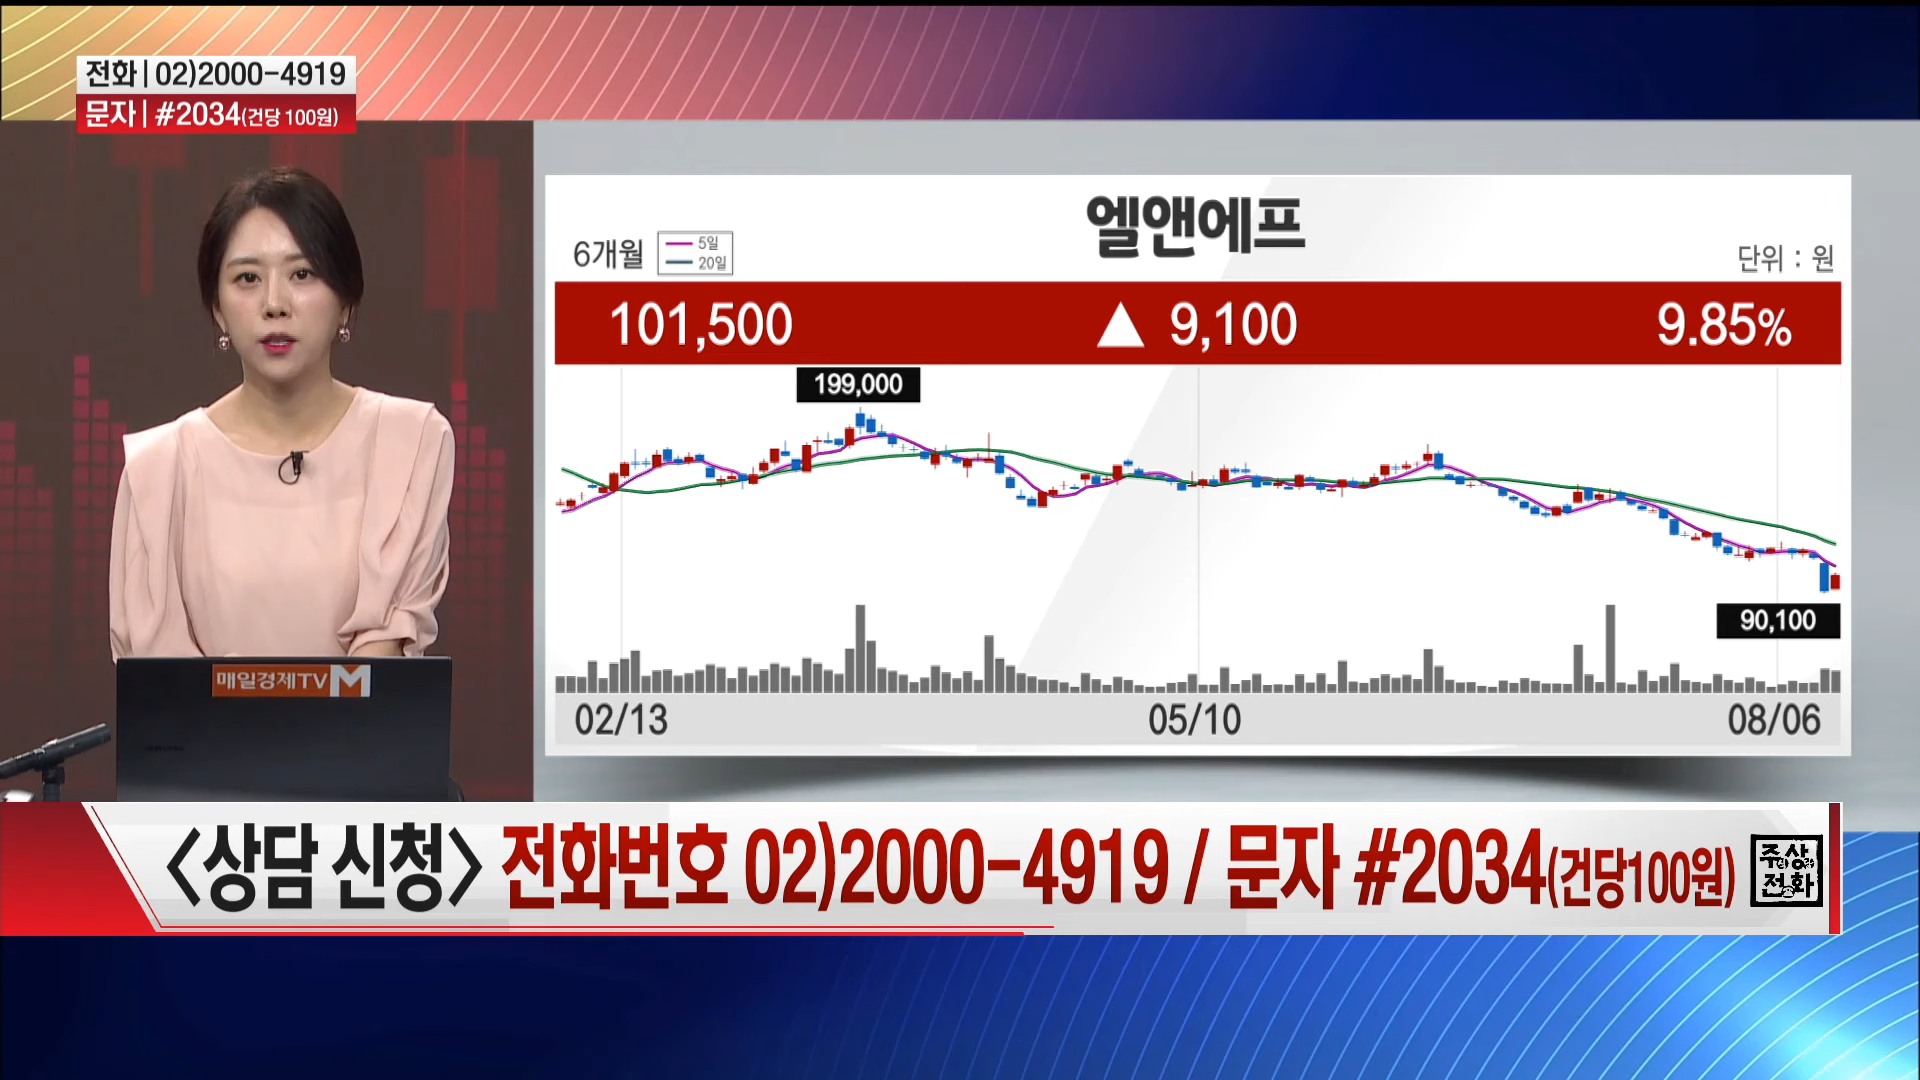 전화 | 02)2000-4919
문자 | #2034(건당 100원)
엘앤에프
6개월
5일
20일
단위 : 원
101,500 ▲ 9,100 9.85%
199,000
90,100
02/13 05/10 08/06
매일경제TV M
<상담 신청> 전화번호 02)2000-4919 / 문자 #2034(건당100원)
주상
전화